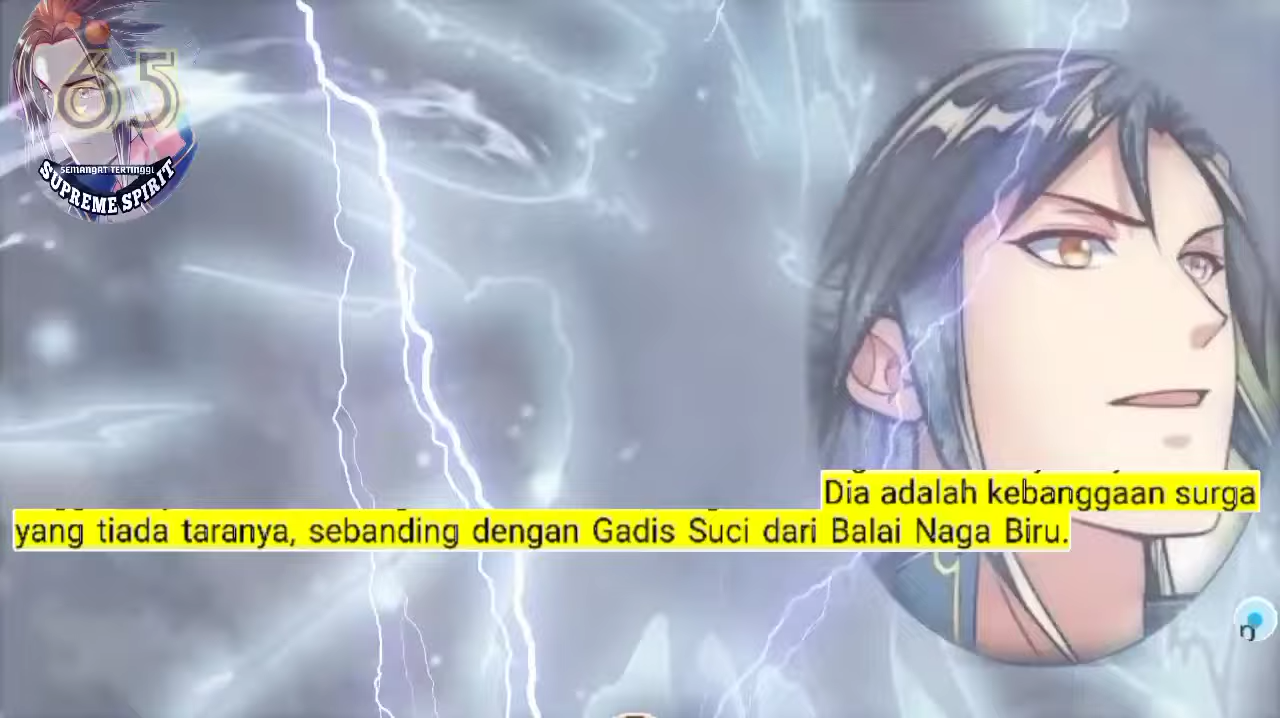 65
SEMANGAT TERTINGGI
SUPREME SPIRIT
Dia adalah kebanggaan surga
yang tiada taranya, sebanding dengan Gadis Suci dari Balai Naga Biru.